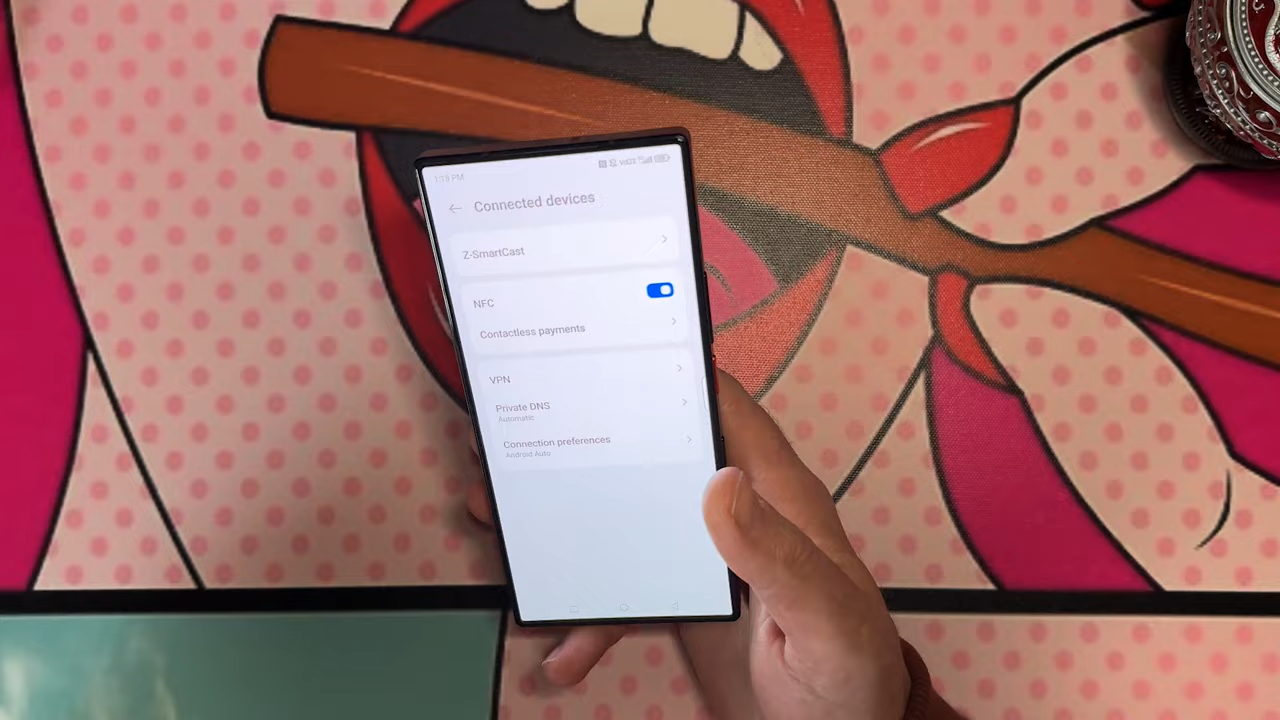 1:13 PM
Connected devices
Z-SmartCast
NFC
Contactless payments
VPN
Private DNS
Automatic
Connection preferences
Android Auto